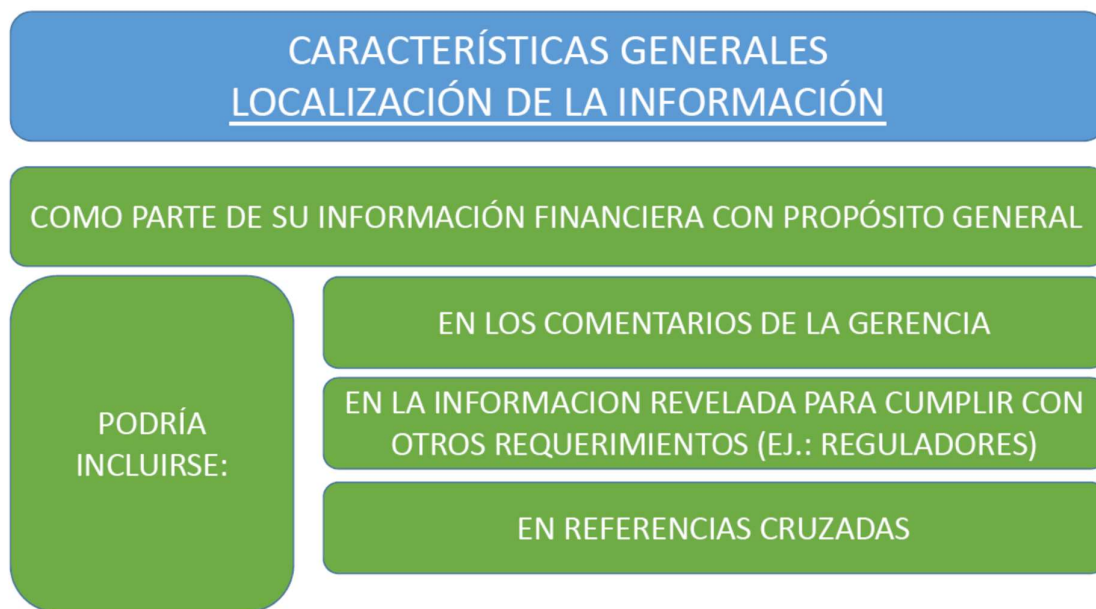 CARACTERÍSTICAS GENERALES
LOCALIZACIÓN DE LA INFORMACIÓN
COMO PARTE DE SU INFORMACIÓN FINANCIERA CON PROPÓSITO GENERAL
PODRÍA
INCLUIRSE:
EN LOS COMENTARIOS DE LA GERENCIA
EN LA INFORMACION REVELADA PARA CUMPLIR CON
OTROS REQUERIMIENTOS (EJ.: REGULADORES)
EN REFERENCIAS CRUZADAS